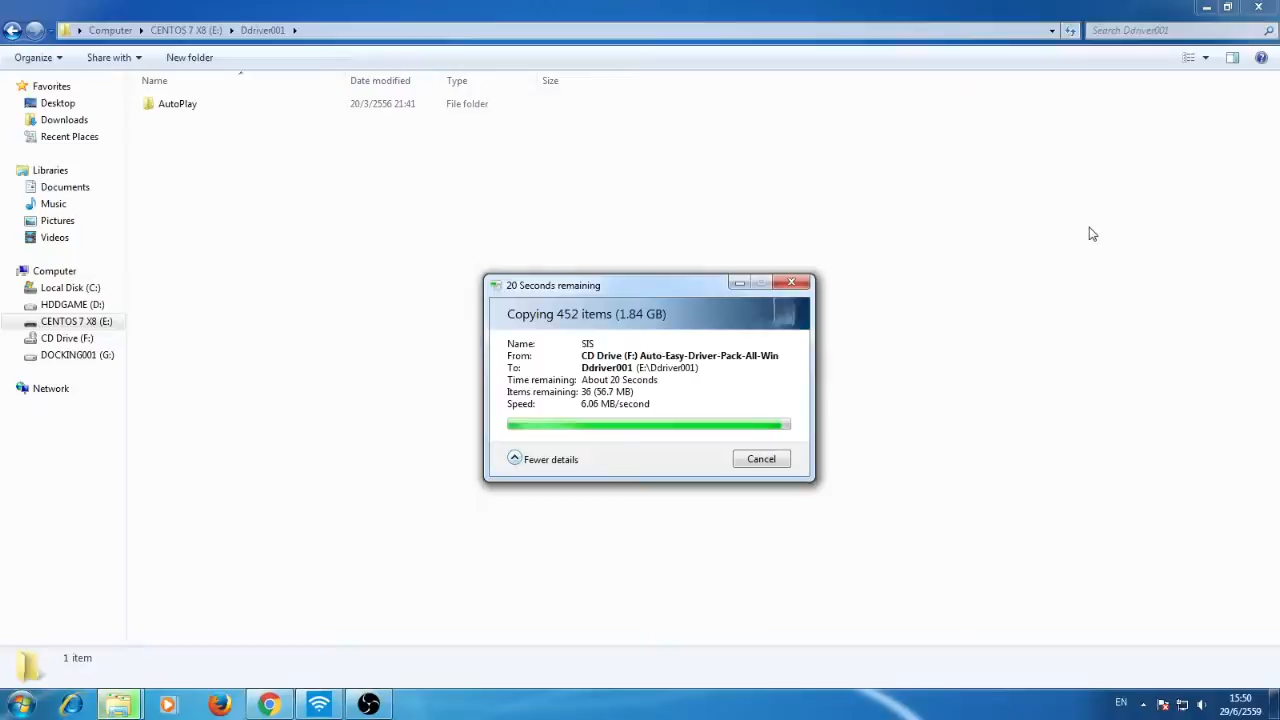 Computer
CENTOS 7 X8 (E:)
Ddriver001
Search Ddriver001
Organize
Share with
New folder
Name
Date modified
Type
Size
AutoPlay
20/3/2556 21:41
File folder
Favorites
Desktop
Downloads
Recent Places
Libraries
Documents
Music
Pictures
Videos
Computer
Local Disk (C:)
HDDGAME (D:)
CENTOS 7 X8 (E:)
CD Drive (F:)
DOCKING001 (G:)
Network
20 Seconds remaining
Copying 452 items (1.84 GB)
Name: SIS
From: CD Drive (F:) Auto-Easy-Driver-Pack-All-Win
To: Ddriver001 (E:\Ddriver001)
Time remaining: About 20 Seconds
Items remaining: 36 (56.7 MB)
Speed: 6.06 MB/second
Fewer details
Cancel
1 item
EN
15:50
29/6/2559